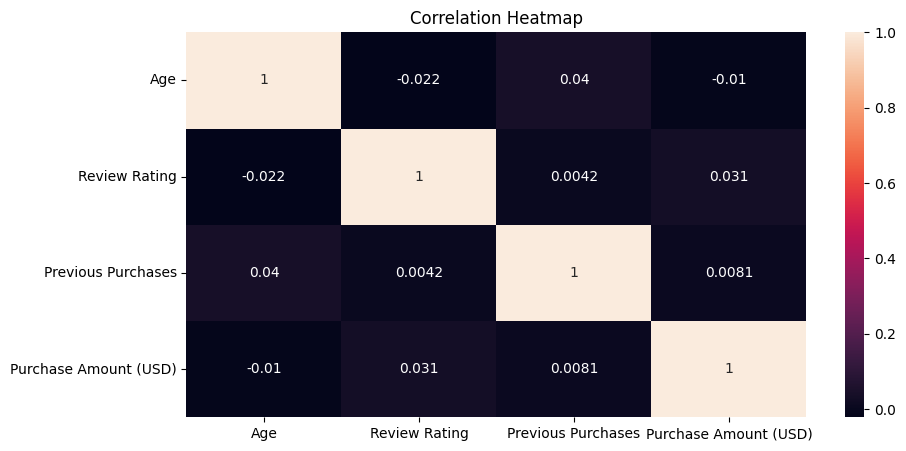 Correlation Heatmap
Age 1 -0.022 0.04 -0.01
Review Rating -0.022 1 0.0042 0.031
Previous Purchases 0.04 0.0042 1 0.0081
Purchase Amount (USD) -0.01 0.031 0.0081 1
Age Review Rating Previous Purchases Purchase Amount (USD)
1.0
0.8
0.6
0.4
0.2
0.0